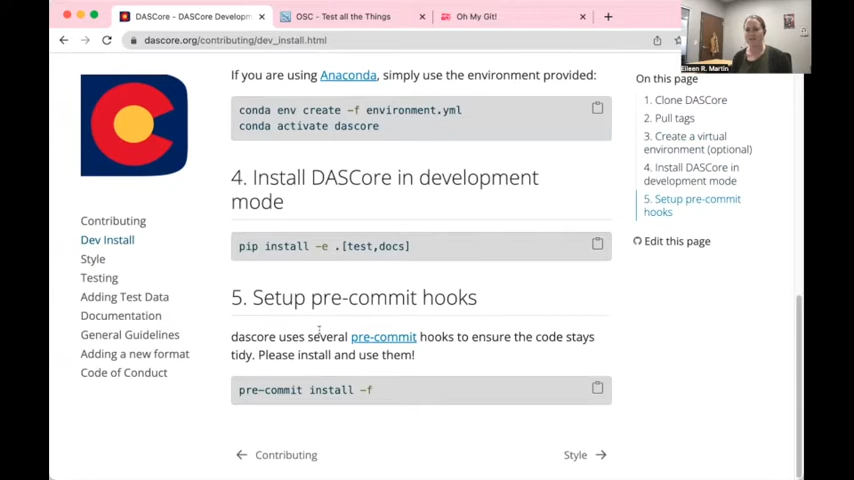 DASCore - DASCore Developm
OSC - Test all the Things
Oh My Git!
dascore.org/contributing/dev_install.html
Eileen R. Martin
If you are using Anaconda, simply use the environment provided:
conda env create -f environment.yml
conda activate dascore
4. Install DASCore in development
mode
pip install -e .[test,docs]
5. Setup pre-commit hooks
dascore uses several pre-commit hooks to ensure the code stays
tidy. Please install and use them!
pre-commit install -f
Contributing
Style
Contributing
Dev Install
Style
Testing
Adding Test Data
Documentation
General Guidelines
Adding a new format
Code of Conduct
On this page
1. Clone DASCore
2. Pull tags
3. Create a virtual
environment (optional)
4. Install DASCore in
development mode
5. Setup pre-commit
hooks
Edit this page